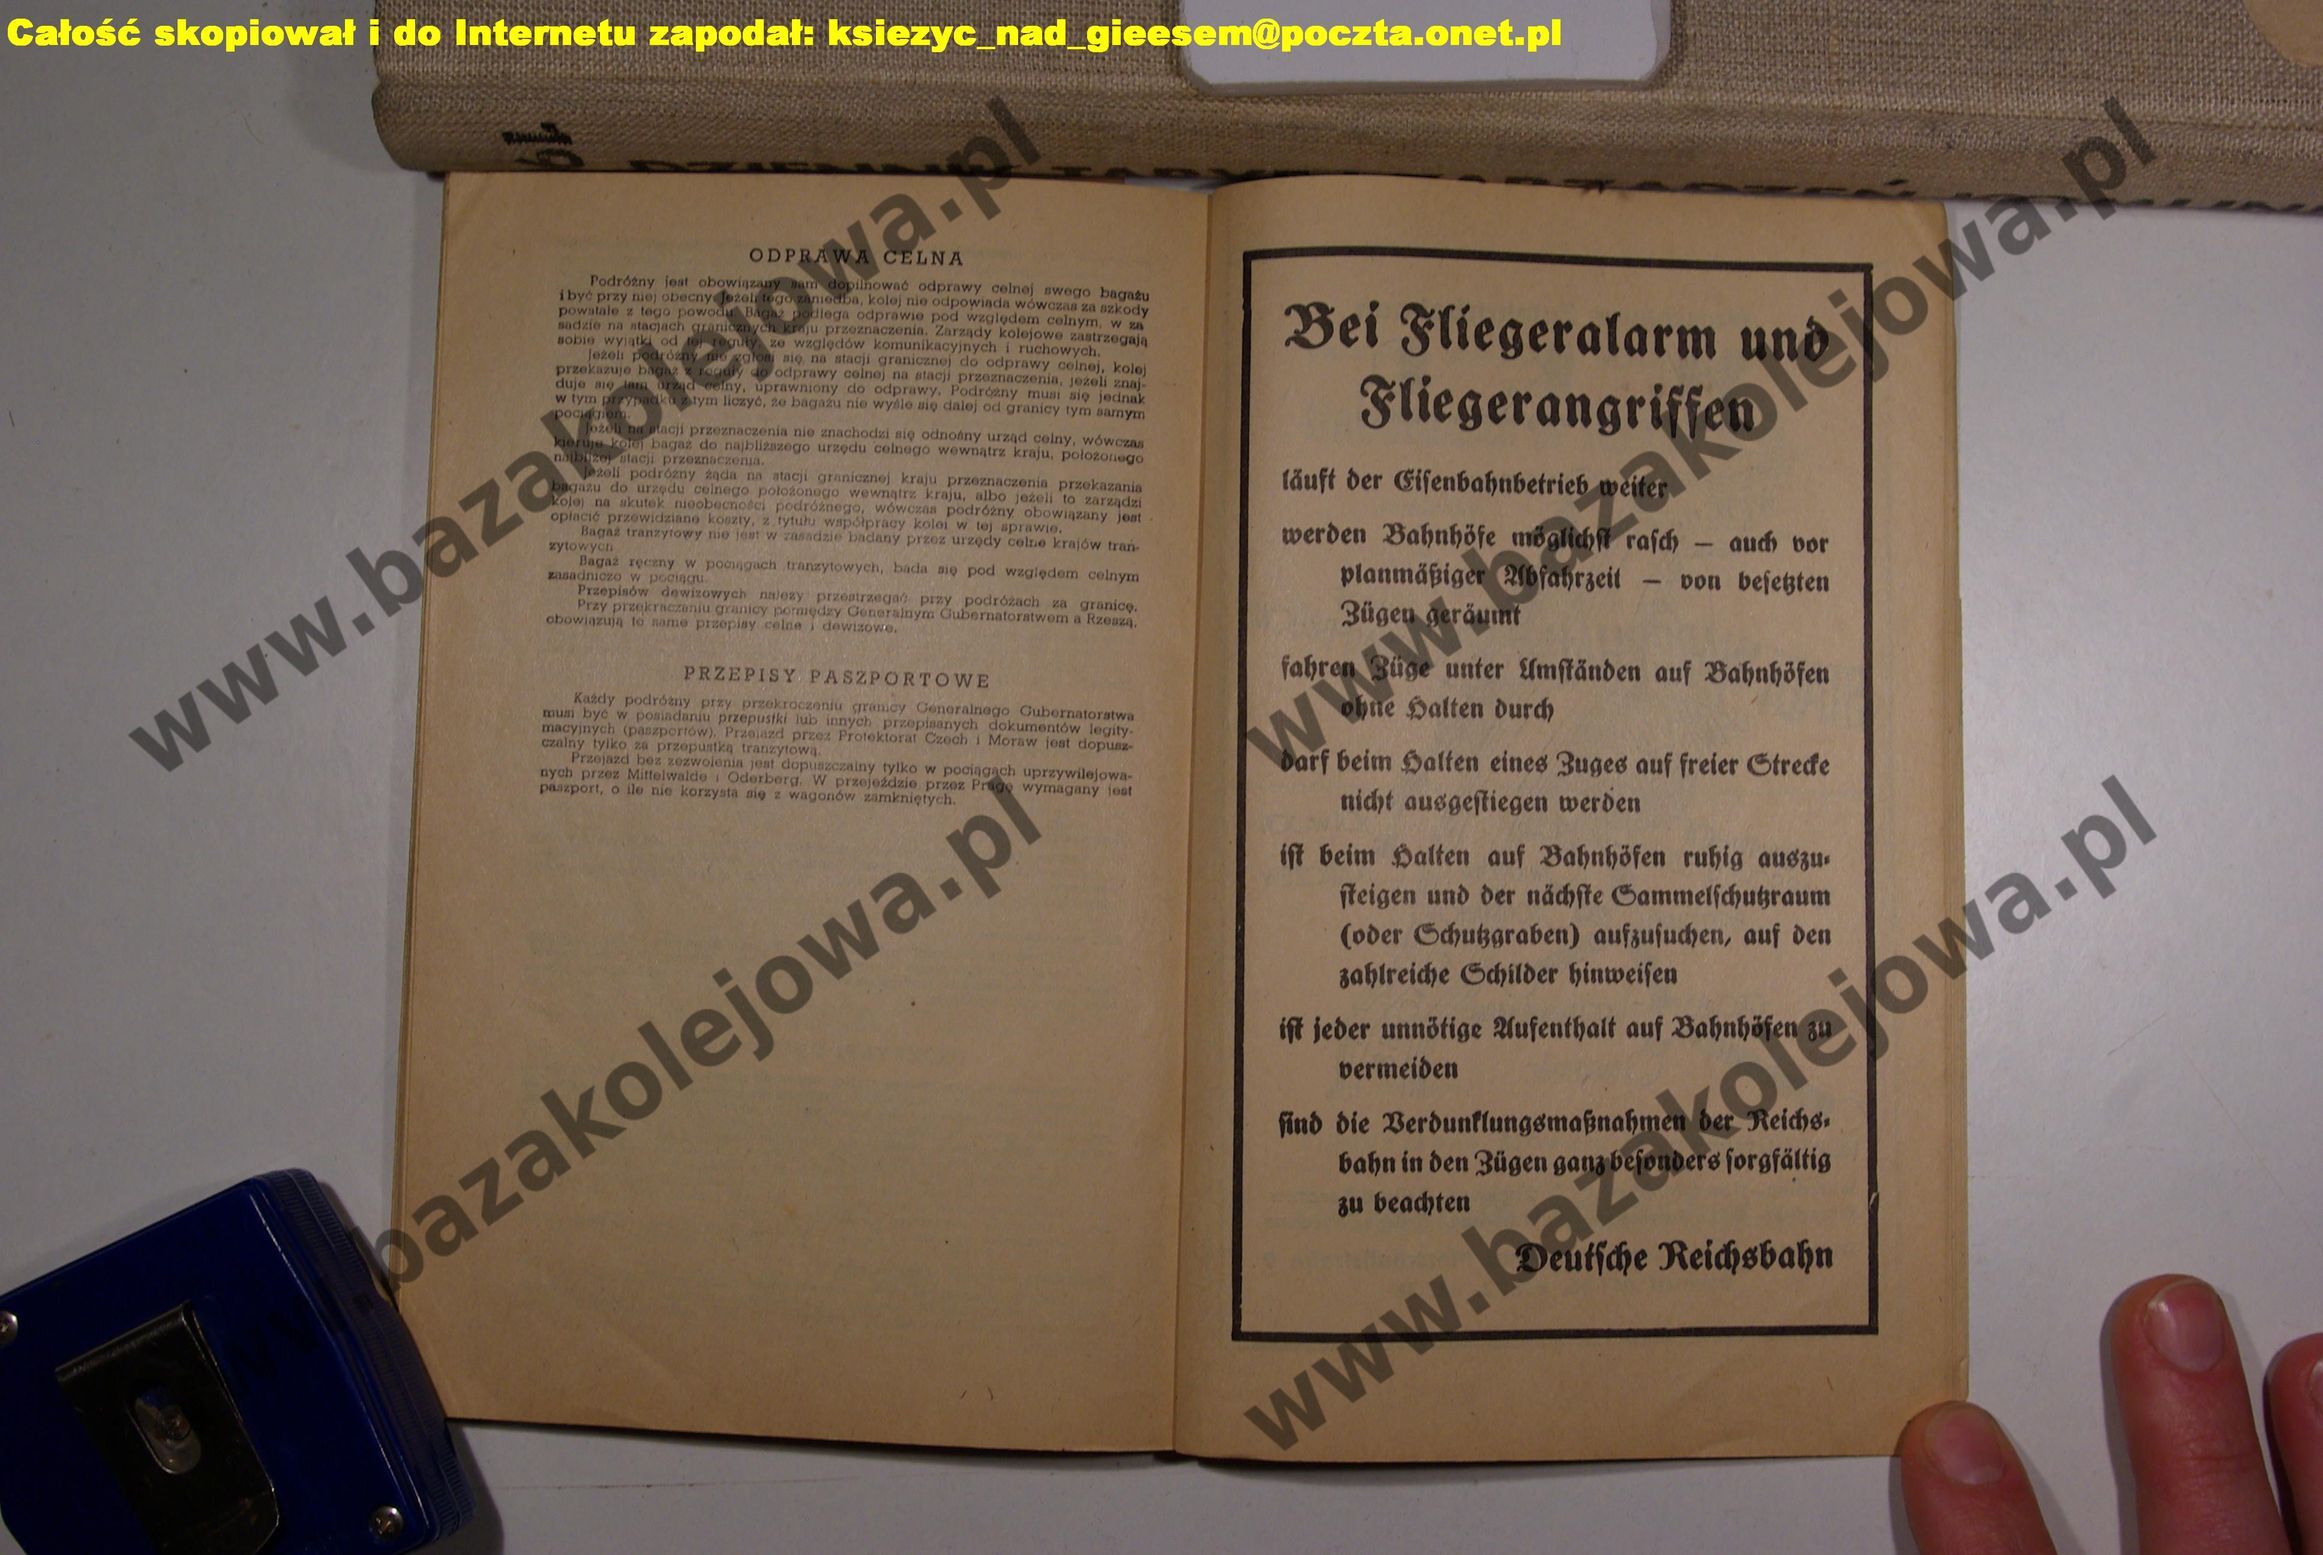 Całość skopiował i do Internetu zapodał: ksiezyc_nad_gieesem@poczta.onet.pl
ODPRAWA CELNA
Podróżny jest obowiązany sam dopilnować odprawy celnej swego bagażu
i być przy niej obecny. Jeżeli tego zaniedba, kolej nie odpowiada wówczas za szkody
powstałe z tego powodu. Bagaż podlega odprawie pod względem celnym, w za
sadzie na stacjach granicznych kraju przeznaczenia. Zarządy kolejowe zastrzegają
sobie wyjątki od tej reguły, ze względów komunikacyjnych i ruchowych.
Jeżeli podróżny nie zgłosi się na stacji granicznej do odprawy celnej, kolej
przekazuje bagaż z reguły do odprawy celnej na stacji przeznaczenia, jeżeli znaj-
duje się tam urząd celny, uprawniony do odprawy. Podróżny musi się jednak
w tym przypadku z tym liczyć, że bagażu nie wyśle się dalej od granicy tym samym
pociągiem.
Jeżeli na stacji przeznaczenia nie znachodzi się odnośny urząd celny, wówczas
kieruje kolej bagaż do najbliższego urzędu celnego wewnątrz kraju, położonego
najbliżej stacji przeznaczenia.
Jeżeli podróżny żąda na stacji granicznej kraju przeznaczenia przekazania
bagażu do urzędu celnego położonego wewnątrz kraju, albo jeżeli to zarządzi
kolej na skutek nieobecności podróżnego, wówczas podróżny obowiązany jest
opłacić przewidziane koszty, z tytułu współpracy kolei w tej sprawie.
Bagaż tranzytowy nie jest w zasadzie badany przez urzędy celne krajów tran-
zytowych
Bagaż ręczny w pociągach tranzytowych, bada się pod względem celnym
zasadniczo w pociągu.
Przepisów dewizowych należy przestrzegać przy podróżach za granicę.
Przy przekraczeniu granicy pomiędzy Generalnym Gubernatorstwem a Rzeszą,
obowiązują te same przepisy celne i dewizowe.
PRZEPISY PASZPORTOWE
Każdy podróżny przy przekroczeniu granicy Generalnego Gubernatorstwa
musi być w posiadaniu przepustki lub innych przepisanych dokumentów legity-
macyjnych (paszportów). Przejazd przez Protektorat Czech i Moraw jest dopusz-
czalny tylko za przepustką tranzytową.
Przejazd bez zezwolenia jest dopuszczalny tylko w pociągach uprzywilejowa-
nych przez Mittelwalde i Oderberg. W przejeździe przez Pragę wymagany jest
paszport, o ile nie korzysta się z wagonów zamkniętych.
Bei Fliegeralarm und
Fliegerangriffen
läuft der Eisenbahnbetrieb weiter
werden Bahnhöfe möglichst rasch — auch vor
planmäßiger Abfahrzeit — von besetzten
Zügen geräumt
fahren Züge unter Umständen auf Bahnhöfen
ohne Halten durch
darf beim Halten eines Zuges auf freier Strecke
nicht ausgestiegen werden
ist beim Halten auf Bahnhöfen ruhig auszu-
steigen und der nächste Sammelschutzraum
(oder Schutzgraben) aufzusuchen, auf den
zahlreiche Schilder hinweisen
ist jeder unnötige Aufenthalt auf Bahnhöfen zu
vermeiden
sind die Verdunklungsmaßnahmen der Reichs-
bahn in den Zügen ganz besonders sorgfältig
zu beachten
Deutsche Reichsbahn
www.bazakolejowa.pl
www.bazakolejowa.pl
www.bazakolejowa.pl
www.bazakolejowa.pl